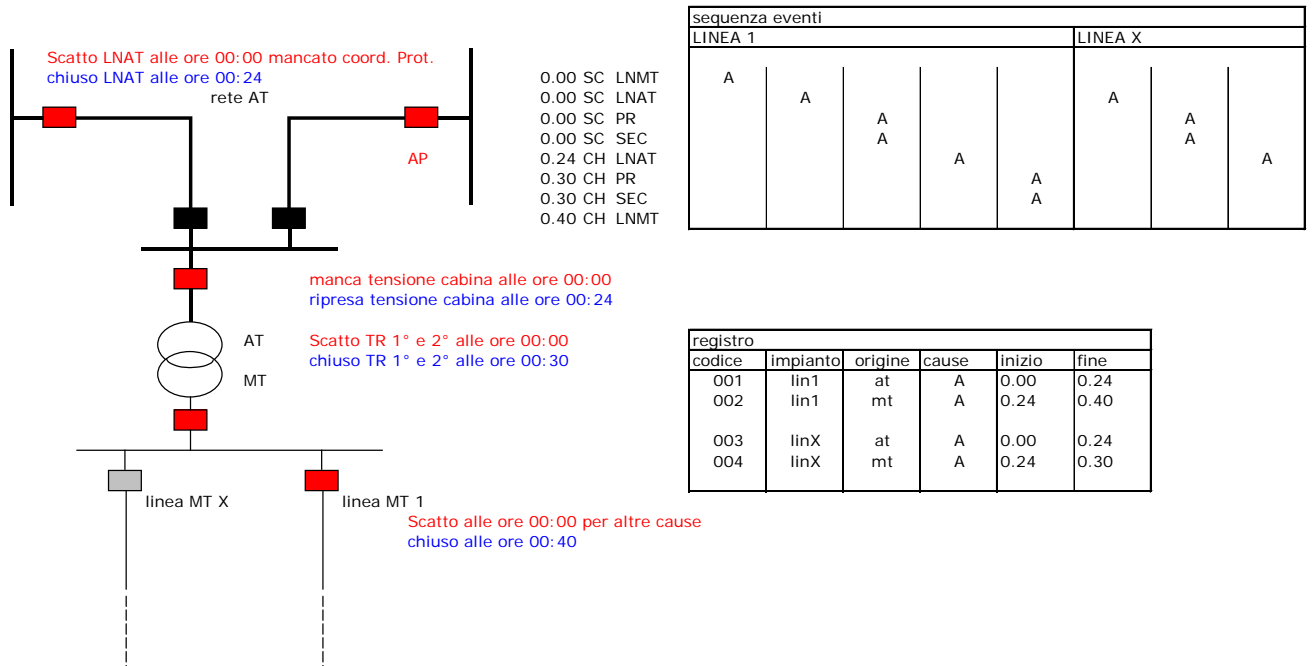 Scatto LNAT alle ore 00:00 mancato coord. Prot.
chiuso LNAT alle ore 00:24
rete AT
AP
manca tensione cabina alle ore 00:00
ripresa tensione cabina alle ore 00:24
AT
MT
Scatto TR 1° e 2° alle ore 00:00
chiuso TR 1° e 2° alle ore 00:30
linea MT X
linea MT 1
Scatto alle ore 00:00 per altre cause
chiuso alle ore 00:40
sequenza eventi
LINEA 1 LINEA X
0.00 SC LNMT A
0.00 SC LNAT A A
0.00 SC PR A A
0.00 SC SEC A A
0.24 CH LNAT A A
0.30 CH PR A
0.30 CH SEC A
0.40 CH LNMT
registro
codice impianto origine cause inizio fine
001 lin1 at A 0.00 0.24
002 lin1 mt A 0.24 0.40
003 linX at A 0.00 0.24
004 linX mt A 0.24 0.30